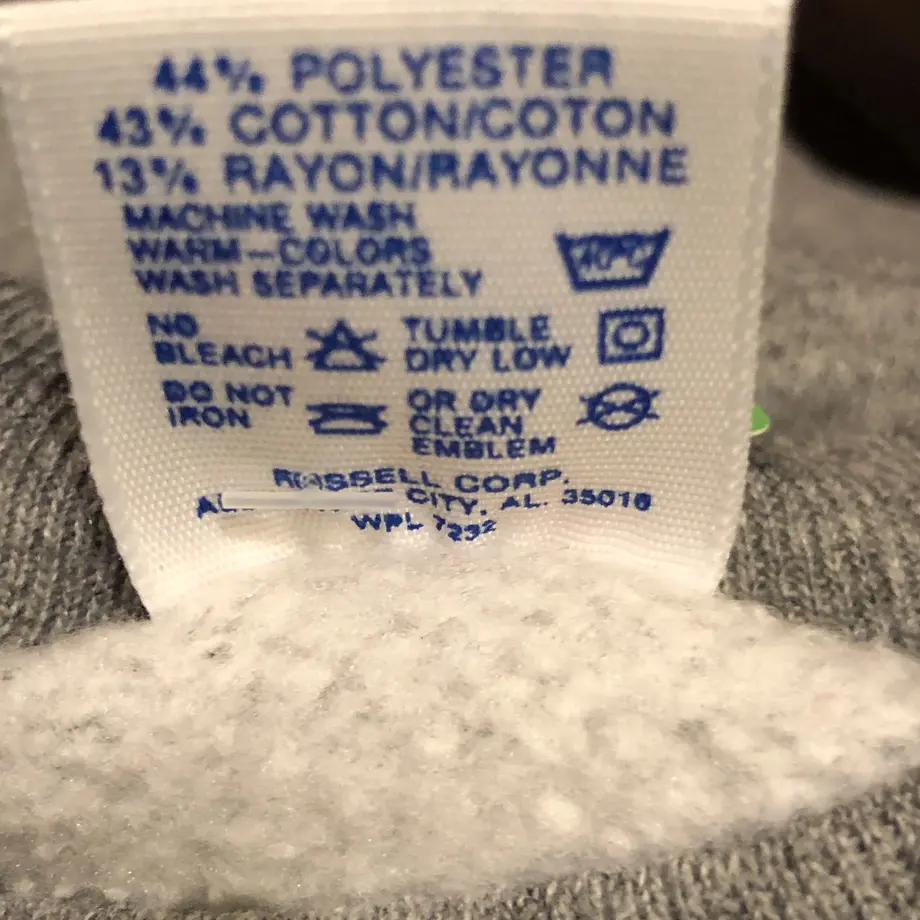 44% POLYESTER
43% COTTON/COTON
13% RAYON/RAYONNE
MACHINE WASH
WARM-COLORS
WASH SEPARATELY
40°C
NO
BLEACH
TUMBLE
DRY LOW
DO NOT
IRON
OR DRY
CLEAN
EMBLEM
RUSSELL CORP.
CITY, AL. 35010
WPL 7232